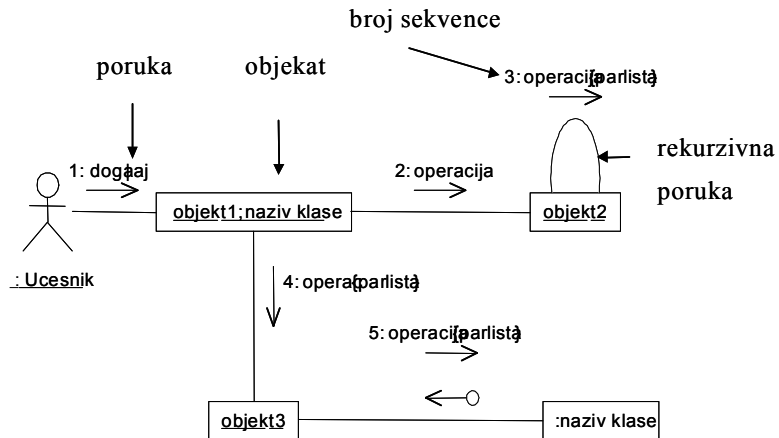 broj sekvence
poruka
objekat
3: operacija(parlista)
1: događaj
2: operacija
rekurzivna
poruka
objekt1:naziv klase
objekt2
: Ucesnik
4: operac(parlista)
5: operacija(parlista)
objekt3
:naziv klase